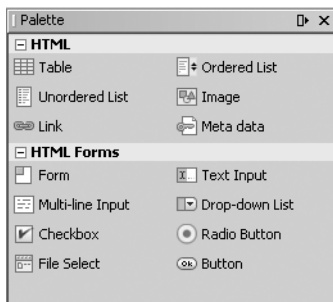 Palette
HTML
Table Ordered List
Unordered List Image
Link Meta data
HTML Forms
Form Text Input
Multi-line Input Drop-down List
Checkbox Radio Button
File Select Button